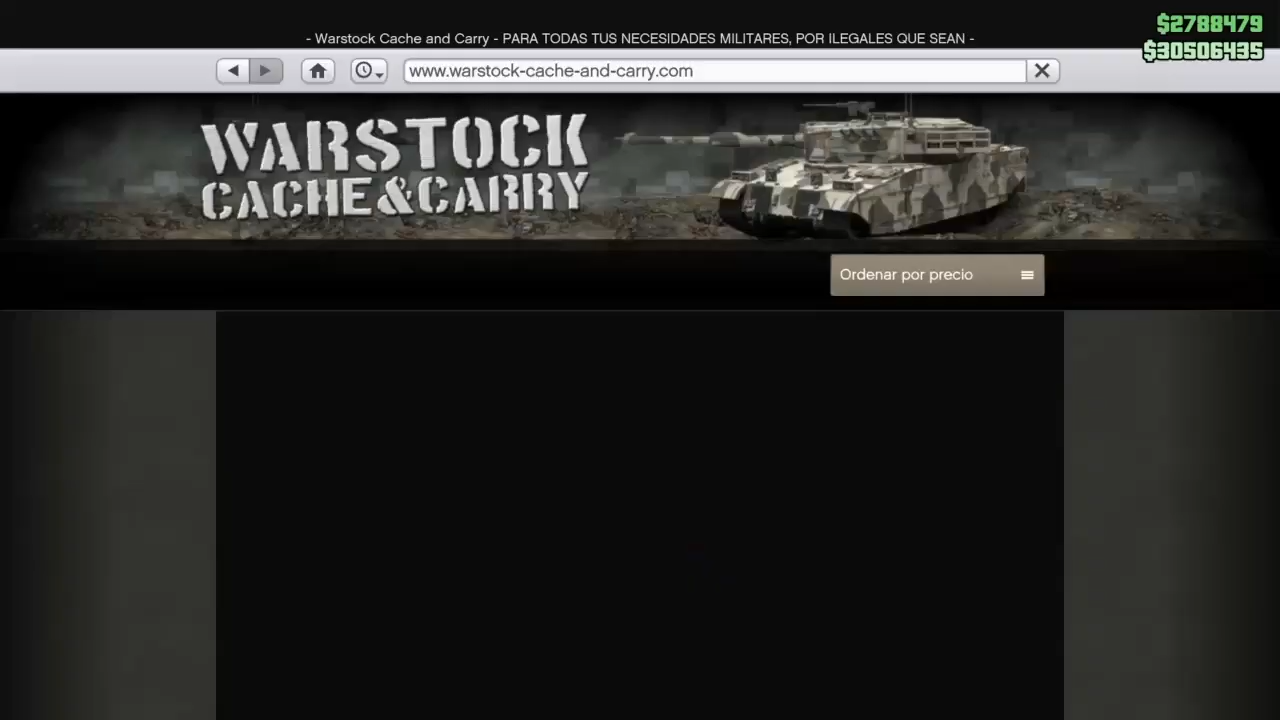 $2788479
- Warstock Cache and Carry - PARA TODAS TUS NECESIDADES MILITARES, POR ILEGALES QUE SEAN -
$30506435
www.warstock-cache-and-carry.com
WARSTOCK
CACHE&CARRY
Ordenar por precio